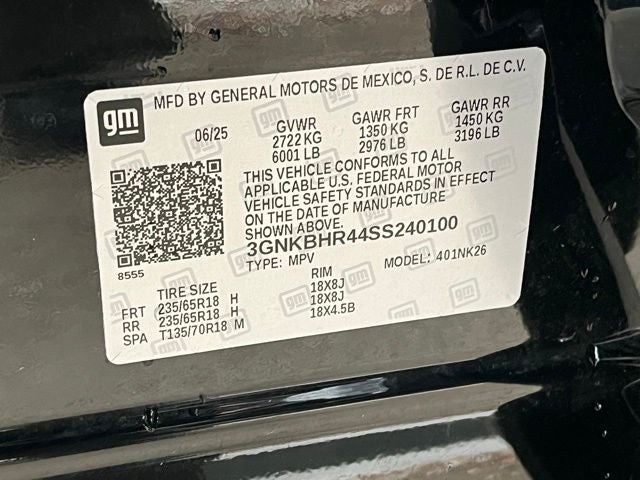 MFD BY GENERAL MOTORS DE MEXICO, S. DE R.L. DE C.V.
gm
06/25 GVWR GAWR FRT GAWR RR
2722 KG 1350 KG 1450 KG
6001 LB 2976 LB 3196 LB
THIS VEHICLE CONFORMS TO ALL
APPLICABLE U.S. FEDERAL MOTOR
VEHICLE SAFETY STANDARDS IN EFFECT
ON THE DATE OF MANUFACTURE
SHOWN ABOVE.
3GNKBHR44SS240100
TYPE: MPV MODEL: 401NK26
8555
TIRE SIZE RIM
FRT 235/65R18 H 18X8J
RR 235/65R18 H 18X8J
SPA T135/70R18 M 18X4.5B